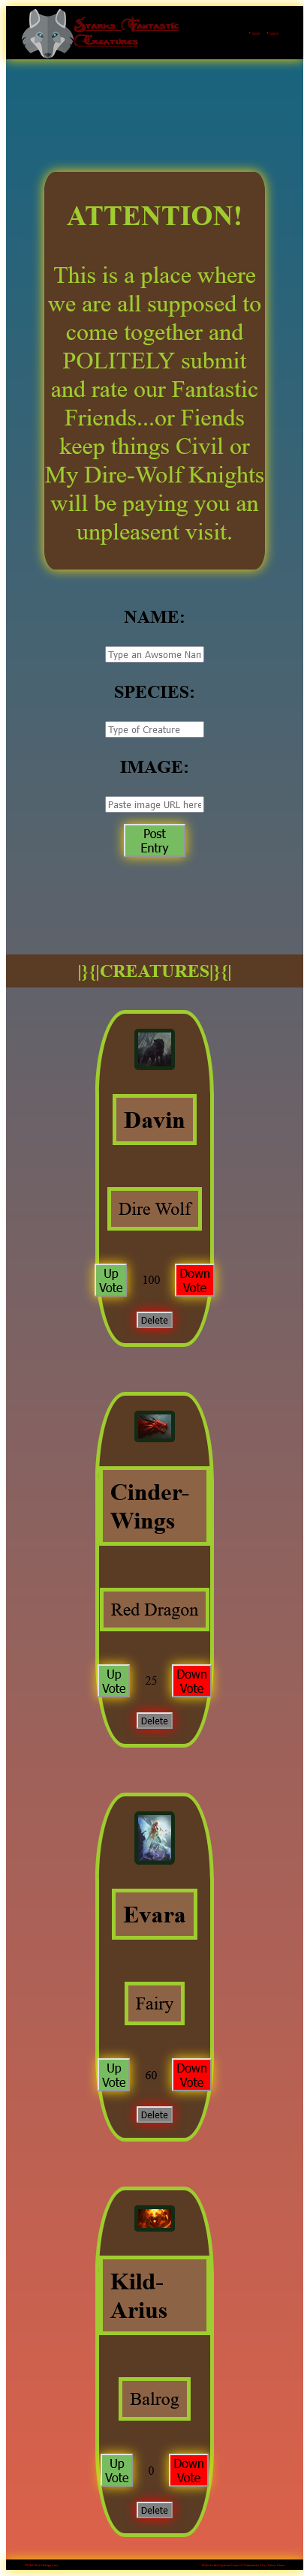 Starks Fantastic
Creatures
ATTENTION!
This is a place where
we are all supposed to
come together and
POLITELY submit
and rate our Fantastic
Friends...or Fiends
keep things Civil or
My Dire-Wolf Knights
will be paying you an
unpleasent visit.
NAME:
Type an Awsome Nan
SPECIES:
Type of Creature
IMAGE:
Paste image URL here
Post
Entry
|}{|CREATURES|}{|
Davin
Dire Wolf
Up
Vote
100
Down
Vote
Delete
Cinder-
Wings
Red Dragon
Up
Vote
25
Down
Vote
Delete
Evara
Fairy
Up
Vote
60
Down
Vote
Delete
Kild-
Arius
Balrog
Up
Vote
0
Down
Vote
Delete